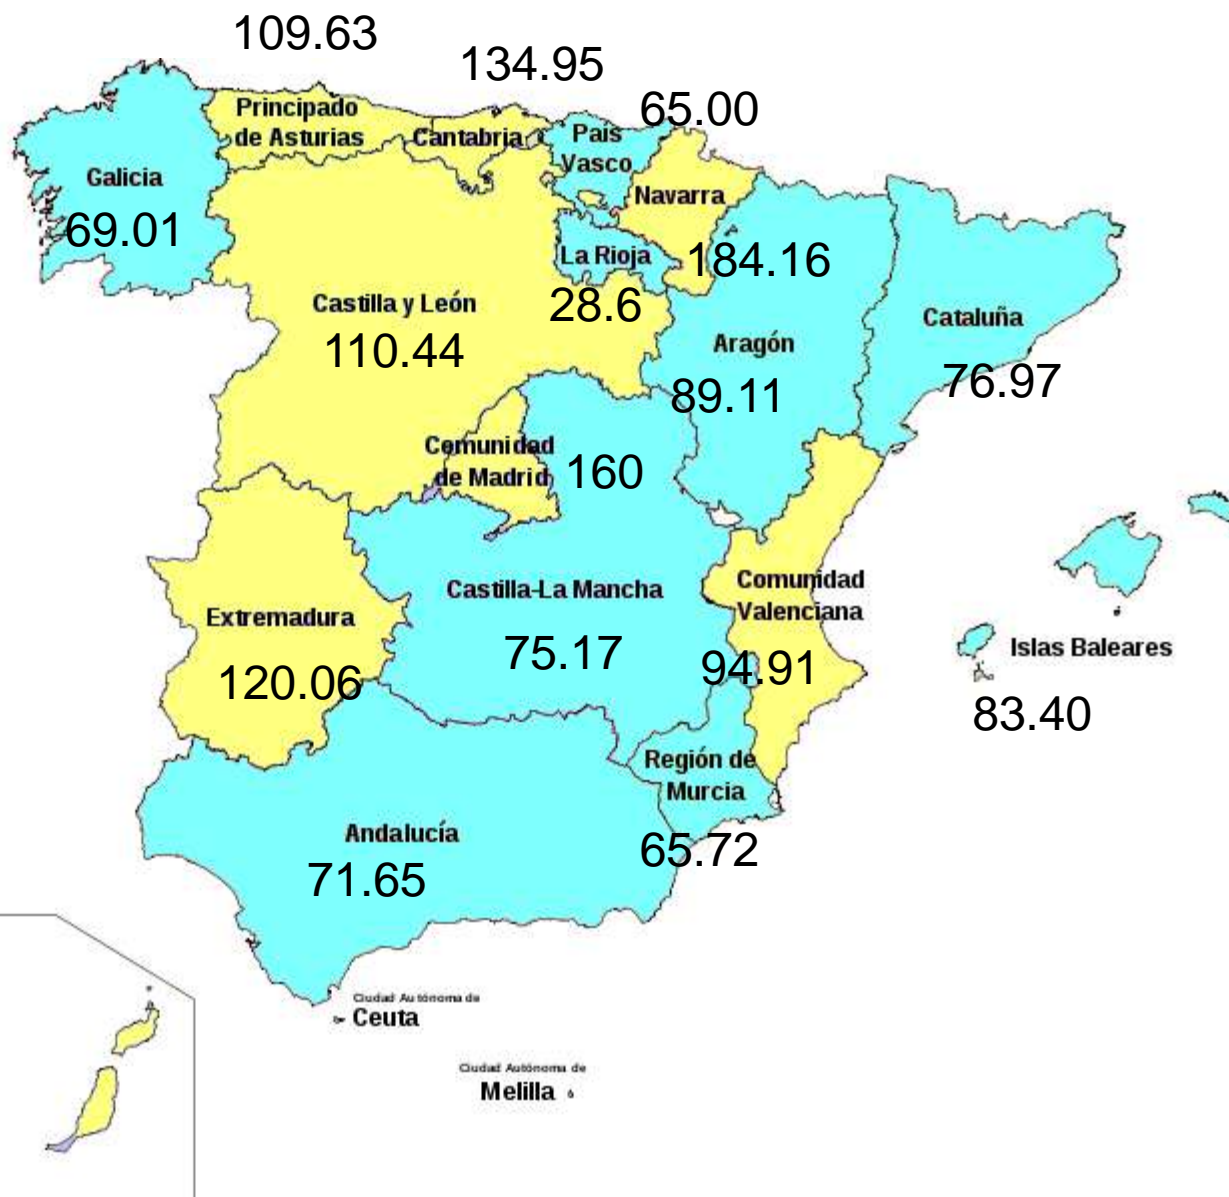 109.63
134.95
65.00
Principado
de Asturias
Cantabria
País
Vasco
Galicia
69.01
Navarra
La Rioja
184.16
28.6
Castilla y León
110.44
Cataluña
76.97
Aragón
89.11
Comunidad
de Madrid
160
Castilla-La Mancha
75.17
Comunidad
Valenciana
94.91
Extremadura
120.06
Islas Baleares
83.40
Región de
Murcia
65.72
Andalucía
71.65
Ciudad Autónoma de
Ceuta
Ciudad Autónoma de
Melilla